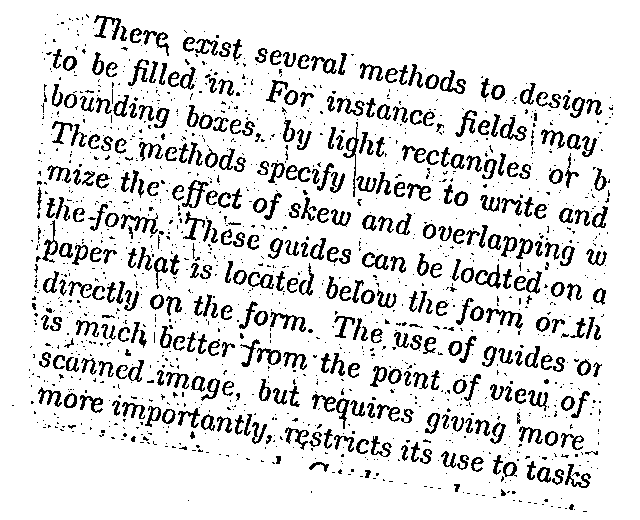 There exist several methods to design
to be filled in. For instance, fields may
bounding boxes, by light rectangles or b
These methods specify where to write and
mize the effect of skew and overlapping w
the form. These guides can be located on a
paper that is located below the form or th
directly on the form. The use of guides on
is much better from the point of view of
scanned image, but requires giving more
more importantly, restricts its use to tasks